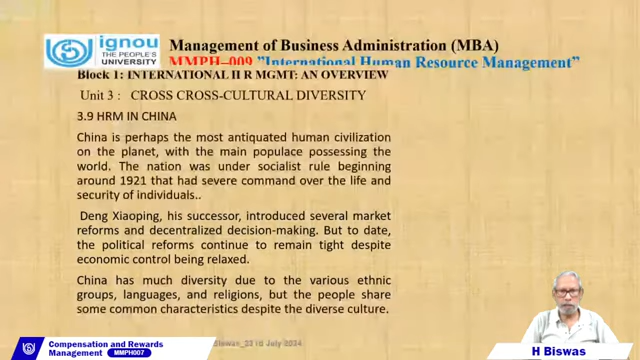 ignou
THE PEOPLE'S
UNIVERSITY
Management of Business Administration (MBA)
MMPH–009 ”International Human Resource Management”
Block 1: INTERNATIONAL II R MGMT: AN OVERVIEW
Unit 3 : CROSS CROSS-CULTURAL DIVERSITY
3.9 HRM IN CHINA
China is perhaps the most antiquated human civilization
on the planet, with the main populace possessing the
world. The nation was under socialist rule beginning
around 1921 that had severe command over the life and
security of individuals..
Deng Xiaoping, his successor, introduced several market
reforms and decentralized decision-making. But to date,
the political reforms continue to remain tight despite
economic control being relaxed.
China has much diversity due to the various ethnic
groups, languages, and religions, but the people share
some common characteristics despite the diverse culture.
July 2024
Compensation and Rewards
Management MMPH007
H Biswas